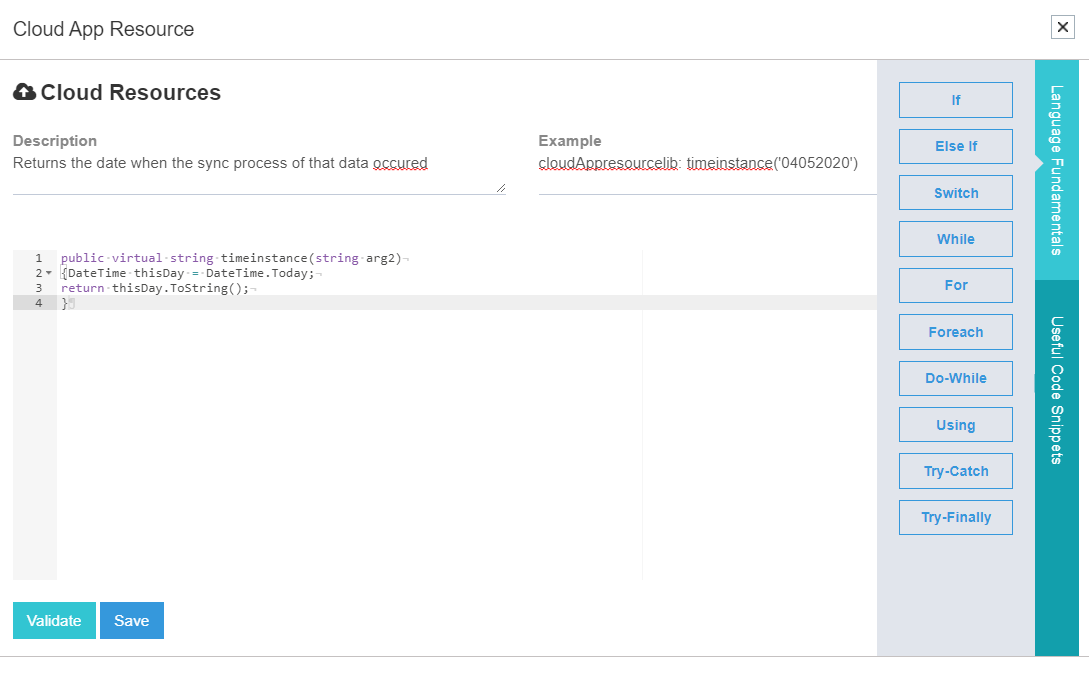 Cloud App Resource
Cloud Resources
Description
Returns the date when the sync process of that data occured
Example
cloudAppresourcelib: timeinstance('04052020')
1 public virtual string timeinstance(string arg2)
2 {DateTime thisDay = DateTime.Today;
3 return thisDay.ToString();
4 }
Validate
Save
If
Else If
Switch
While
For
Foreach
Do-While
Using
Try-Catch
Try-Finally
Language Fundamentals
Useful Code Snippets